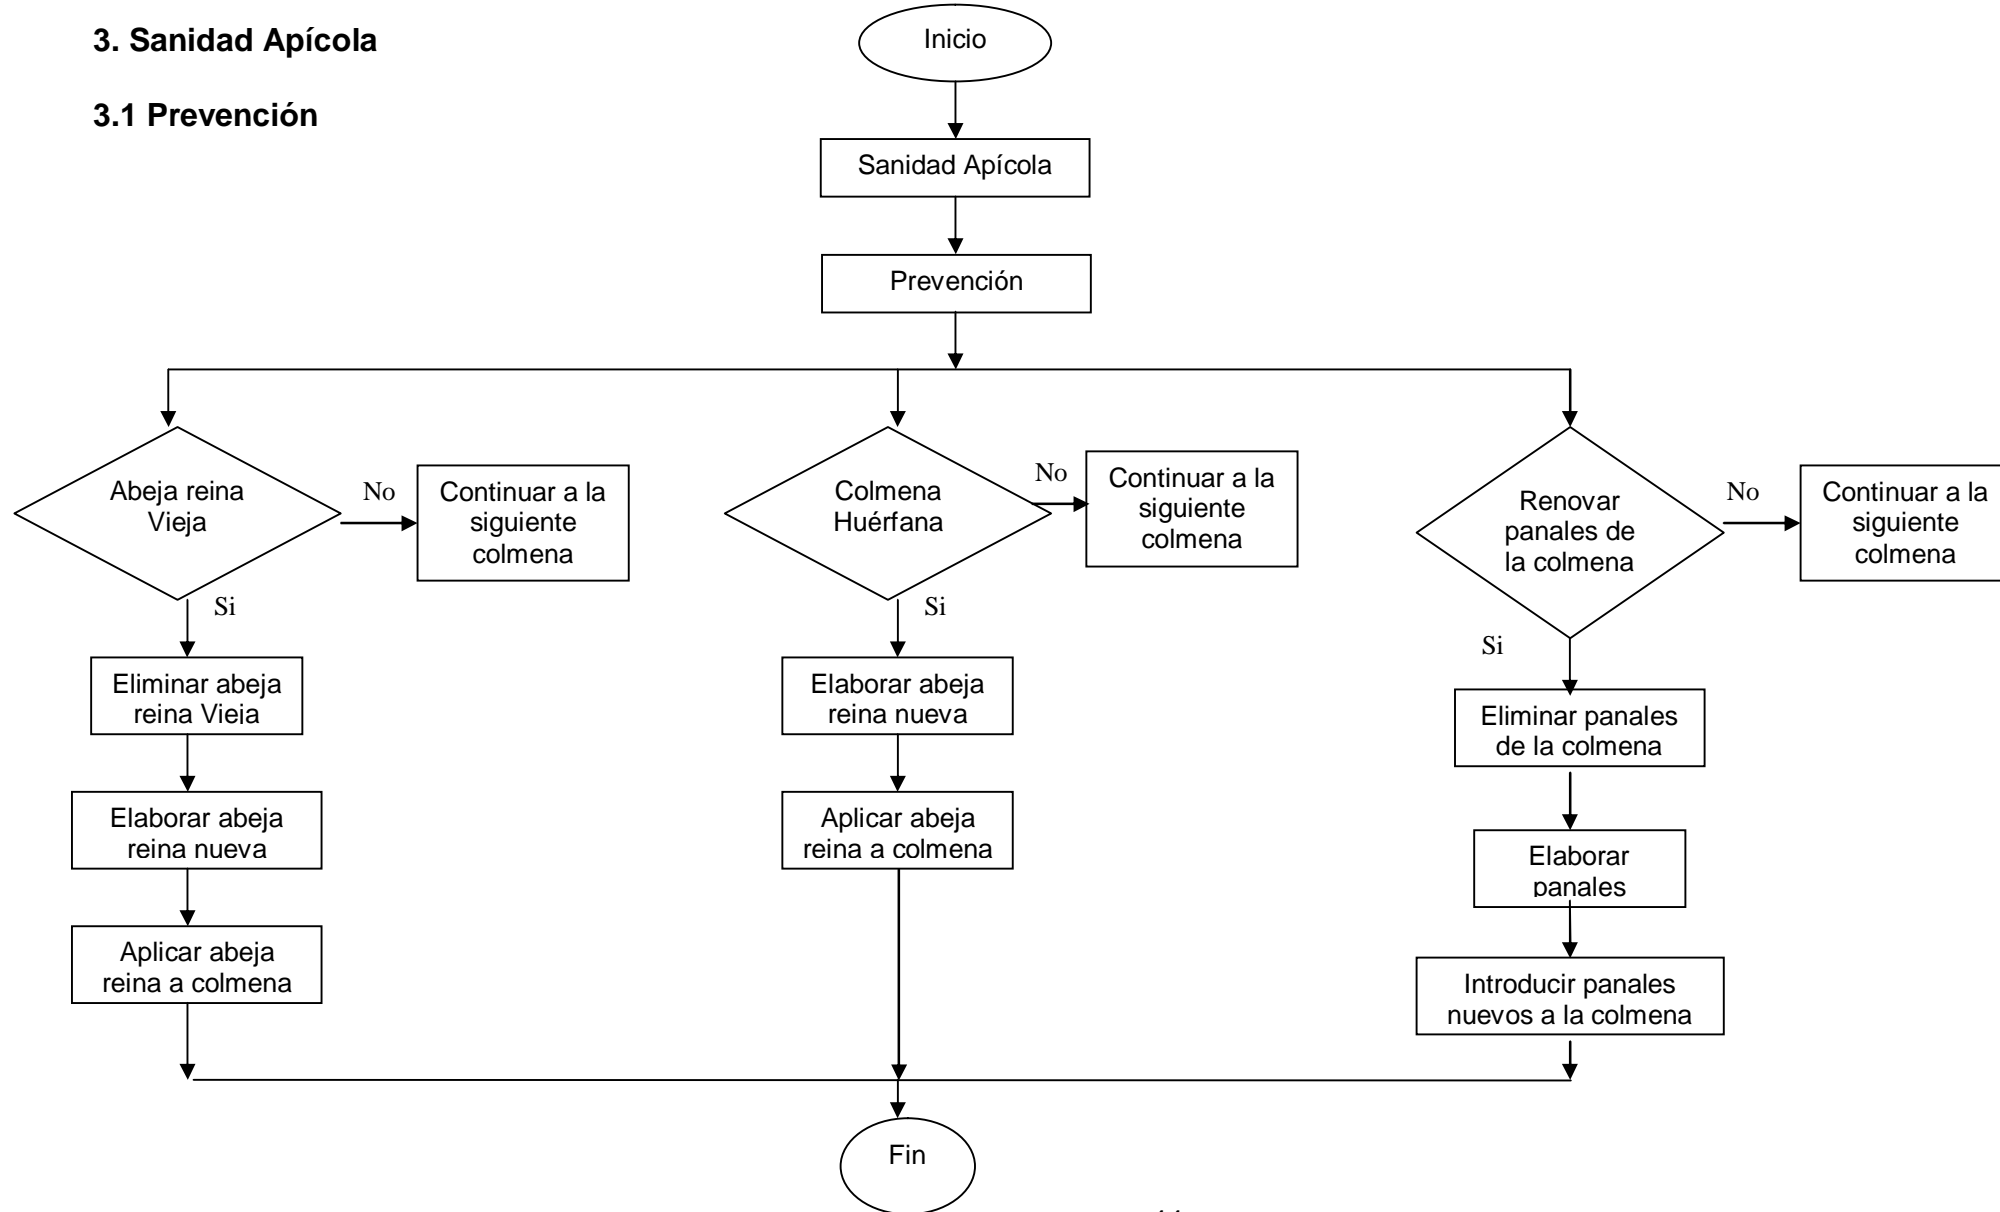 3. Sanidad Apícola
3.1 Prevención
Inicio
Sanidad Apícola
Prevención
Abeja reina
Vieja
No
Continuar a la
siguiente
colmena
Si
Eliminar abeja
reina Vieja
Elaborar abeja
reina nueva
Aplicar abeja
reina a colmena
Colmena
Huérfana
No
Continuar a la
siguiente
colmena
Si
Elaborar abeja
reina nueva
Aplicar abeja
reina a colmena
Renovar
panales de
la colmena
No
Continuar a la
siguiente
colmena
Si
Eliminar panales
de la colmena
Elaborar
panales
Introducir panales
nuevos a la colmena
Fin